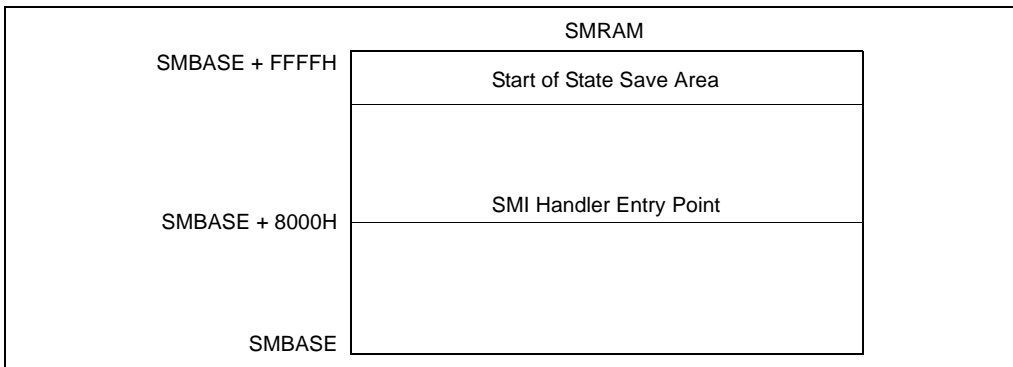 SMRAM
SMBASE + FFFFH
Start of State Save Area
SMI Handler Entry Point
SMBASE + 8000H
SMBASE